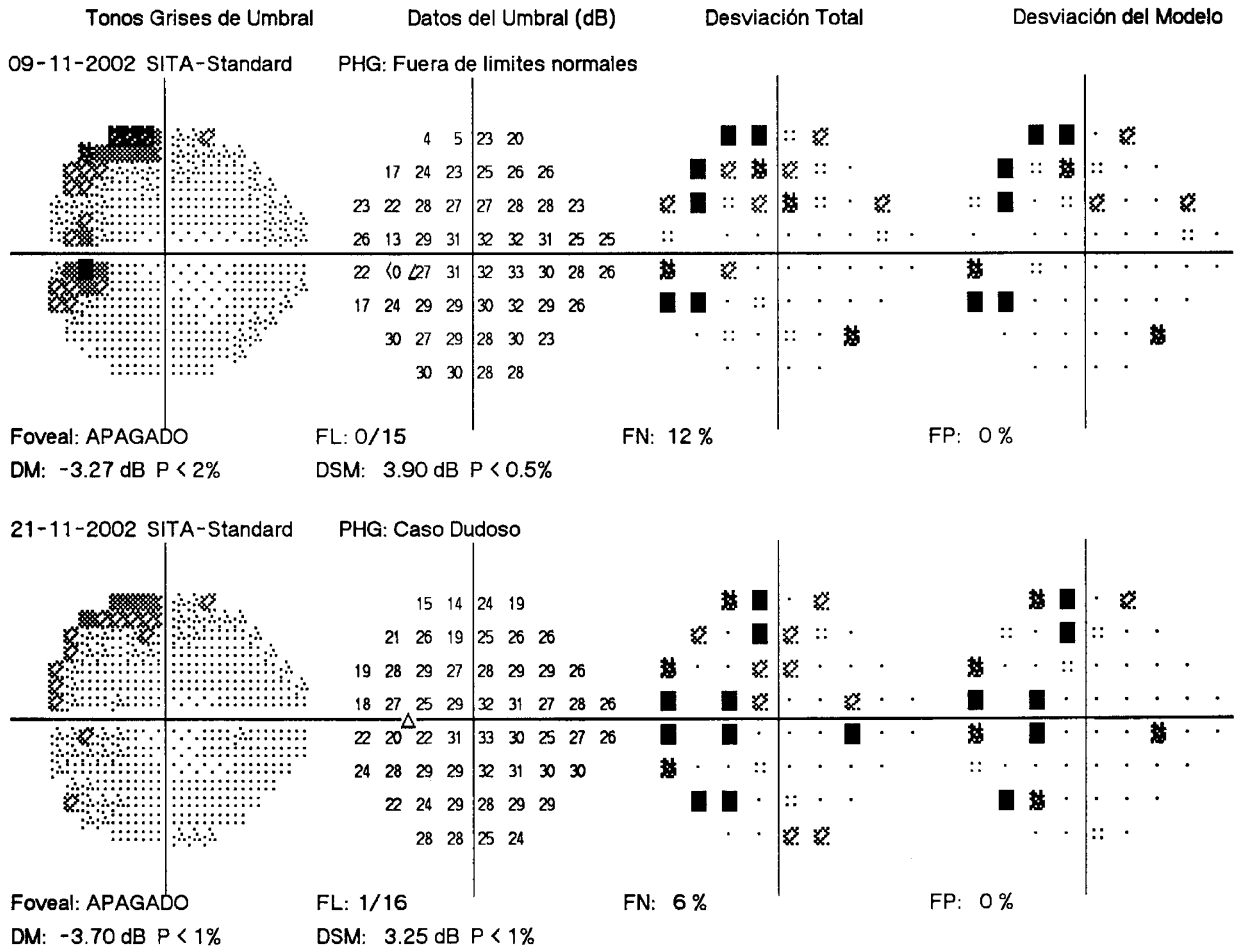 Tonos Grises de Umbral Datos del Umbral (dB) Desviación Total Desviación del Modelo
09-11-2002 SITA-Standard PHG: Fuera de limites normales
4 5 23 20
17 24 23 25 26 26
23 22 28 27 27 28 28 23
26 13 29 31 32 32 31 25 25
22 <0 27 31 32 33 30 28 26
17 24 29 29 30 32 29 26
30 27 29 28 30 23
30 30 28 28
Foveal: APAGADO FL: 0/15 FN: 12 % FP: 0 %
DM: -3.27 dB P < 2% DSM: 3.90 dB P < 0.5%
21-11-2002 SITA-Standard PHG: Caso Dudoso
15 14 24 19
21 26 19 25 26 26
19 28 29 27 28 29 29 26
18 27 25 29 32 31 27 28 26
22 20 22 31 33 30 25 27 26
24 28 29 29 32 31 30 30
22 24 29 28 29 29
28 28 25 24
Foveal: APAGADO FL: 1/16 FN: 6 % FP: 0 %
DM: -3.70 dB P < 1% DSM: 3.25 dB P < 1%